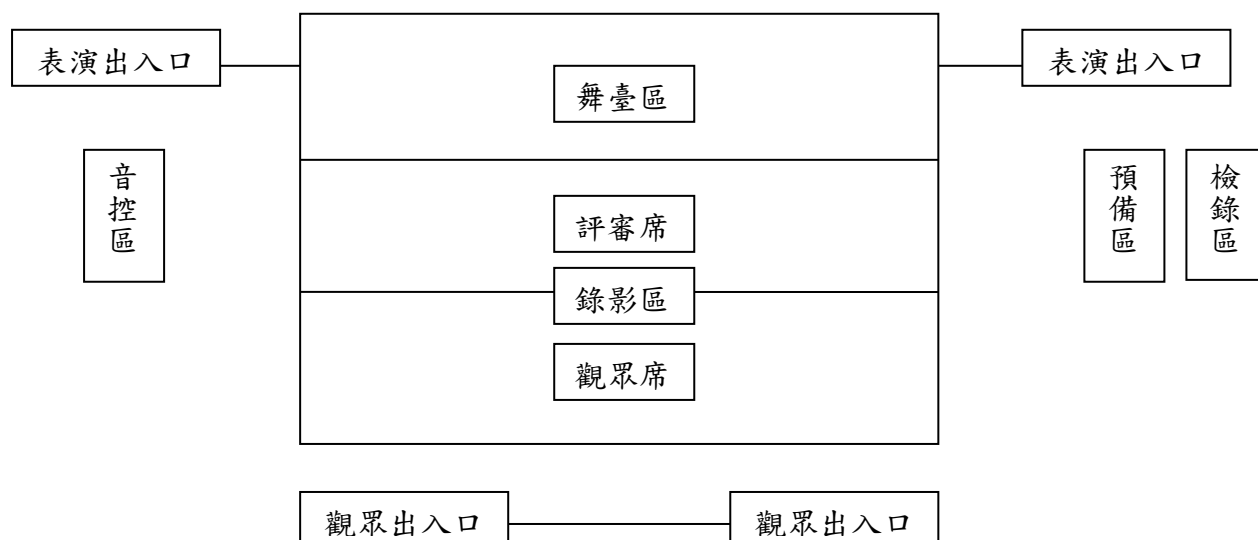 表演出入口
表演出入口
舞臺區
音控區
預備區
檢錄區
評審席
錄影區
觀眾席
觀眾出入口
觀眾出入口